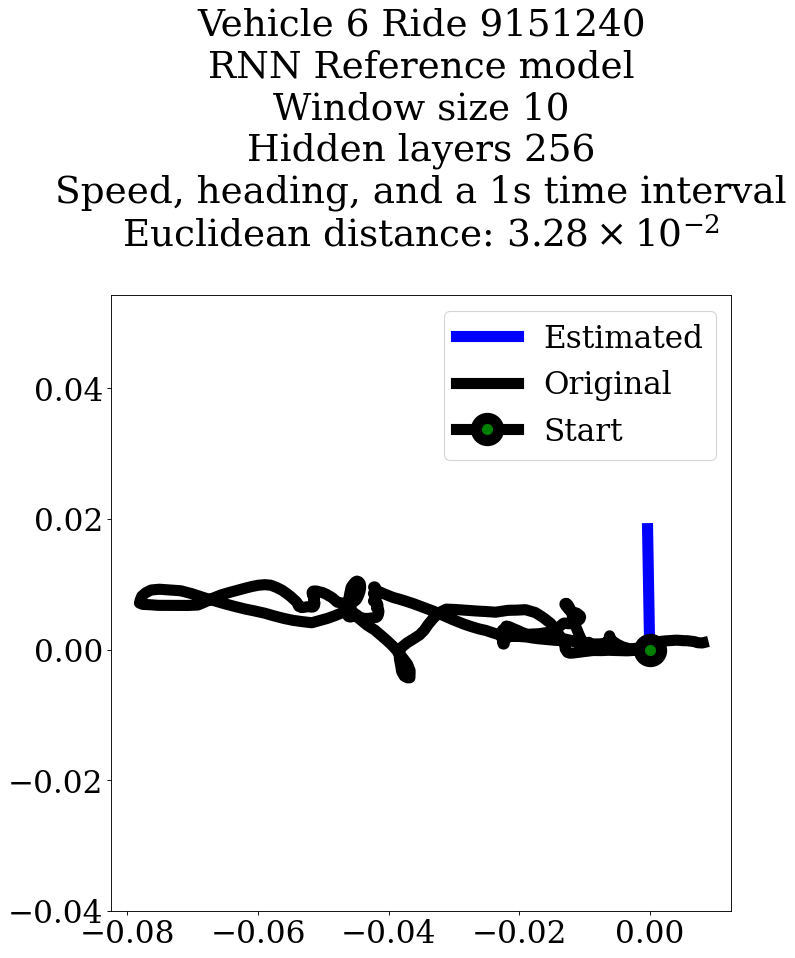 Vehicle 6 Ride 9151240
RNN Reference model
Window size 10
Hidden layers 256
Speed, heading, and a 1s time interval
Euclidean distance: 3.28 × 10⁻²
Estimated
Original
Start
0.04
0.02
0.00
−0.02
−0.04
−0.08
−0.06
−0.04
−0.02
0.00